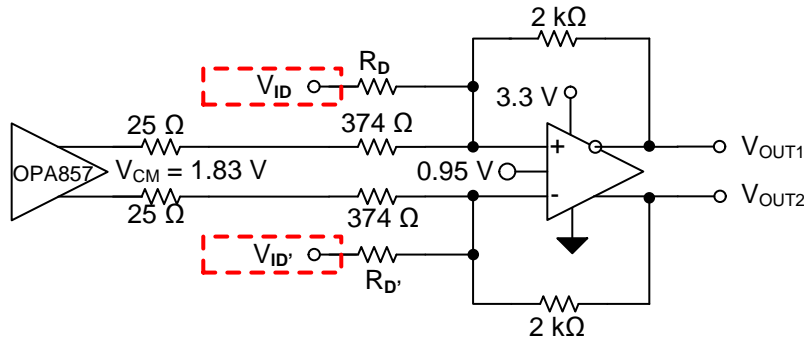 2 kΩ
R_D
V_ID
3.3 V
25 Ω
374 Ω
V_OUT1
OPA857
V_CM = 1.83 V
0.95 V
+
-
V_OUT2
25 Ω
374 Ω
V_ID'
R_D'
2 kΩ